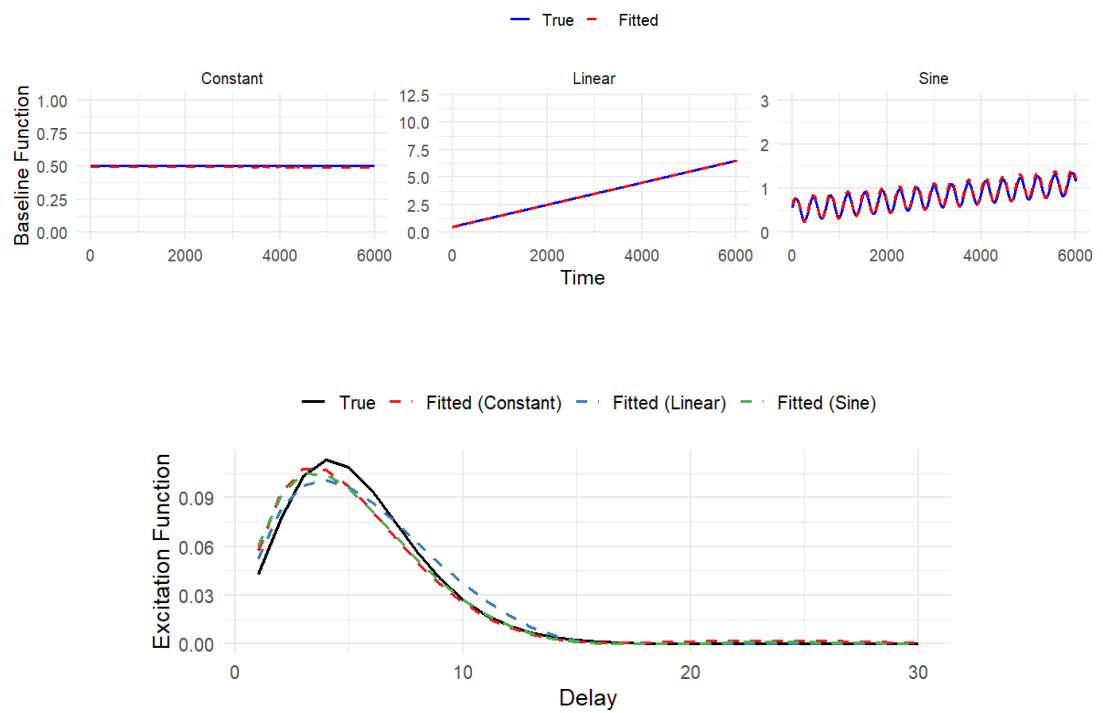 True Fitted
Constant Linear Sine
Baseline Function
1.00
0.75
0.50
0.25
0.00
12.5
10.0
7.5
5.0
2.5
0.0
3
2
1
0
0 2000 4000 6000
0 2000 4000 6000
0 2000 4000 6000
Time
True Fitted (Constant) Fitted (Linear) Fitted (Sine)
Excitation Function
0.09
0.06
0.03
0.00
0 10 20 30
Delay